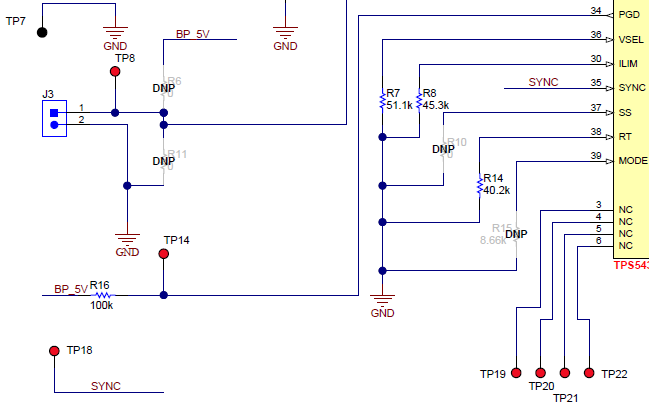 TP7
GND
GND
BP_5V
TP8
R6
DNP
0
J3
1
2
DNP
R11
0
GND
TP14
BP_5V
R16
100k
TP18
SYNC
34
PGD
36
VSEL
30
ILIM
SYNC
35
SYNC
R7
51.1k
R8
45.3k
37
SS
38
RT
DNP
R10
0
39
MODE
R14
40.2k
R15
DNP
8.66k
3
NC
4
NC
5
NC
6
NC
TPS543
GND
TP19
TP20
TP21
TP22